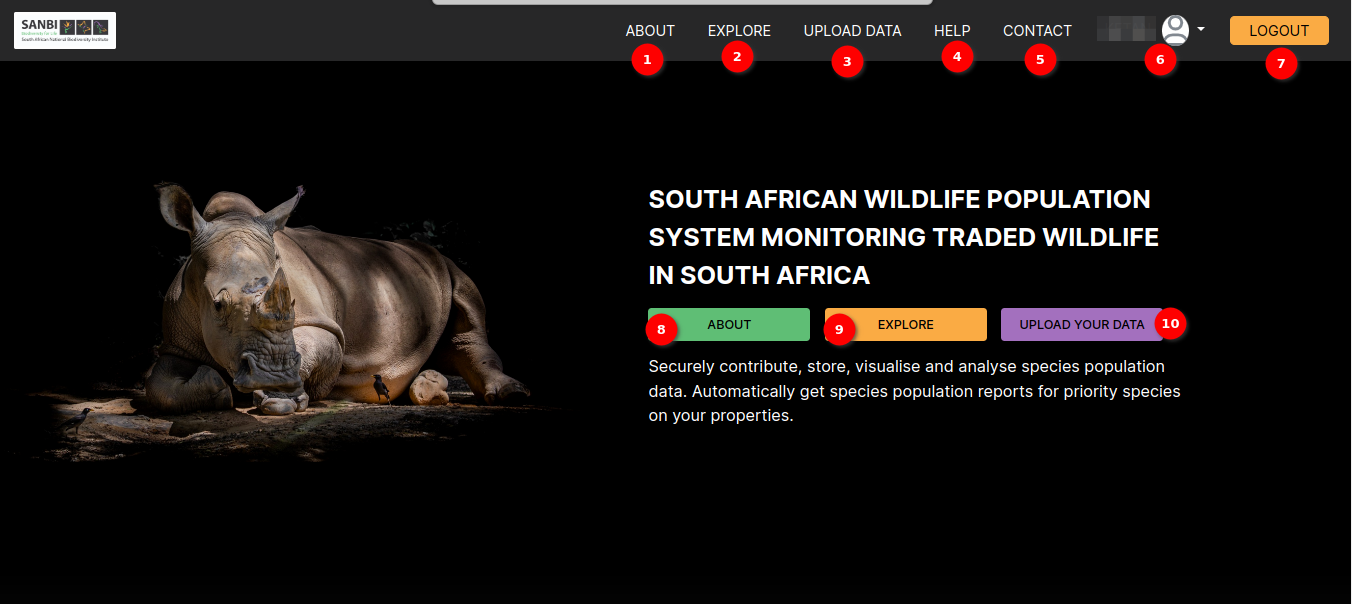 SANBI
Biodiversity for Life
South African National Biodiversity Institute
ABOUT EXPLORE UPLOAD DATA HELP CONTACT LOGOUT
1 2 3 4 5 6 7
SOUTH AFRICAN WILDLIFE POPULATION
SYSTEM MONITORING TRADED WILDLIFE
IN SOUTH AFRICA
8 ABOUT 9 EXPLORE UPLOAD YOUR DATA 10
Securely contribute, store, visualise and analyse species population
data. Automatically get species population reports for priority species
on your properties.